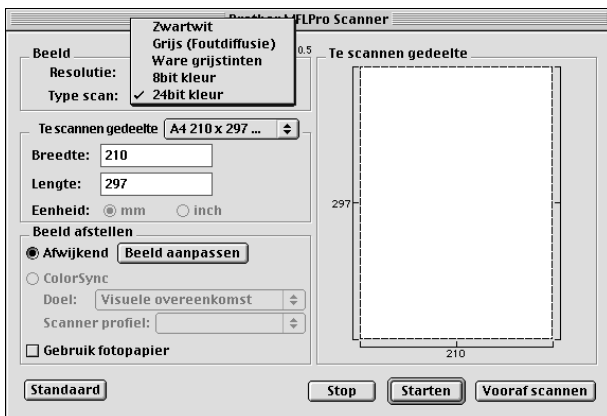 Brother MFLPro Scanner
Zwartwit
Grijs (Foutdiffusie)
Ware grijstinten
8bit kleur
✓ 24bit kleur
Beeld
0.5
Resolutie:
Type scan:
Te scannen gedeelte
A4 210 x 297 ...
Breedte: 210
Lengte: 297
Eenheid: mm inch
Beeld afstellen
Afwijkend Beeld aanpassen
ColorSync
Doel: Visuele overeenkomst
Scanner profiel:
Gebruik fotopapier
Te scannen gedeelte
297
210
Standaard Stop Starten Vooraf scannen